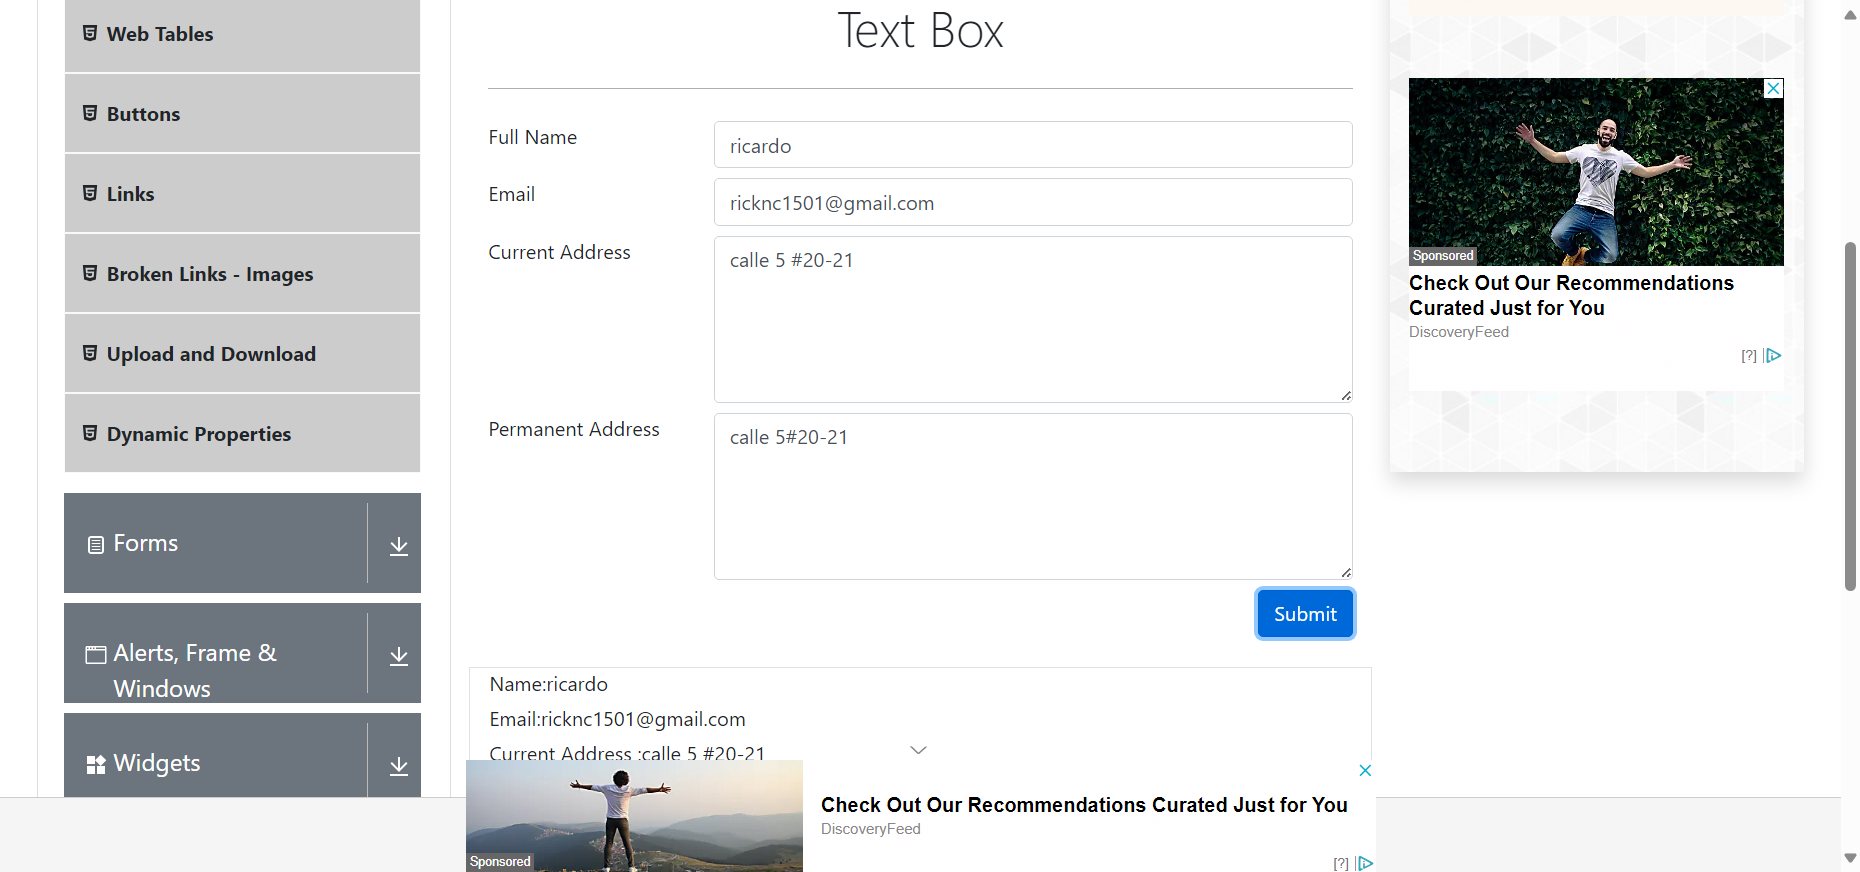 Web Tables
Buttons
Links
Broken Links - Images
Upload and Download
Dynamic Properties
Forms
Alerts, Frame &
Windows
Widgets
Text Box
Full Name
ricardo
Email
ricknc1501@gmail.com
Current Address
calle 5 #20-21
Permanent Address
calle 5#20-21
Submit
Name:ricardo
Email:ricknc1501@gmail.com
Current Address :calle 5 #20-21
Sponsored
Check Out Our Recommendations Curated Just for You
DiscoveryFeed
[?]
Sponsored
Check Out Our Recommendations
Curated Just for You
DiscoveryFeed
[?]